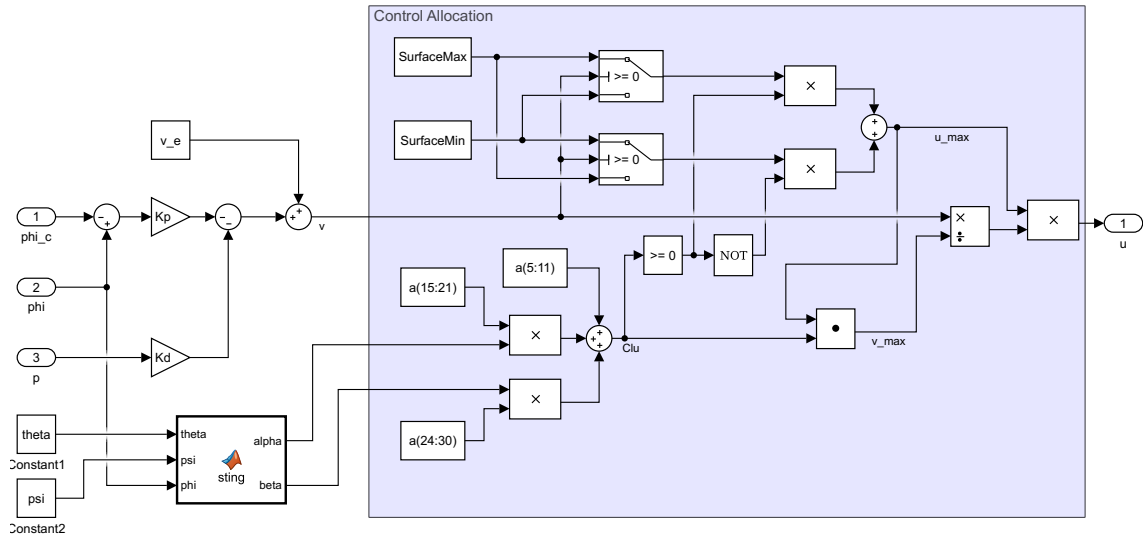 Control Allocation
SurfaceMax
>= 0
×
SurfaceMin
>= 0
×
+
+
u_max
v_e
1
phi_c
−
+
Kp
−
−
+
+
v
×
÷
×
1
u
>= 0
NOT
a(5:11)
a(15:21)
2
phi
×
+
+
+
Clu
v_max
3
p
Kd
×
a(24:30)
theta
Constant1
psi
Constant2
theta
psi
phi
alpha
beta
sting